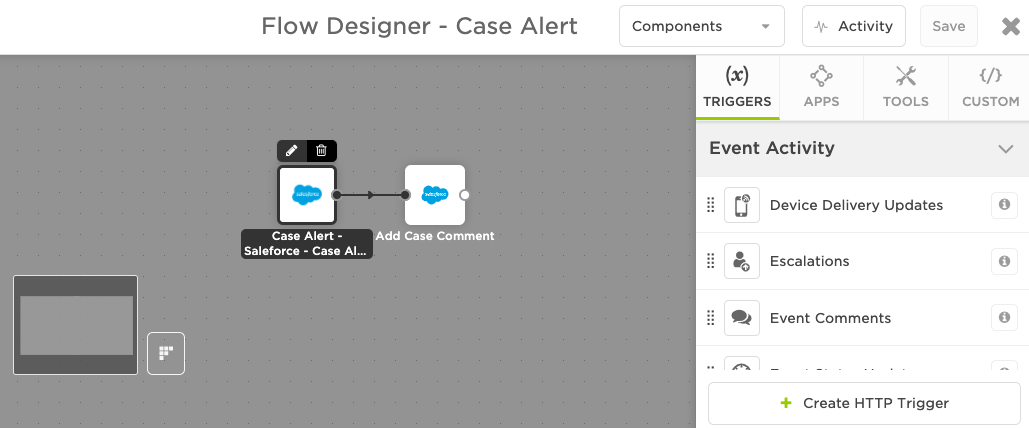 Flow Designer - Case Alert
Components
Activity
Save
(x)
TRIGGERS
APPS
TOOLS
{/}
CUSTOM
Event Activity
salesforce
salesforce
Case Alert -
Saleforce - Case Al...
Add Case Comment
Device Delivery Updates
Escalations
Event Comments
+ Create HTTP Trigger